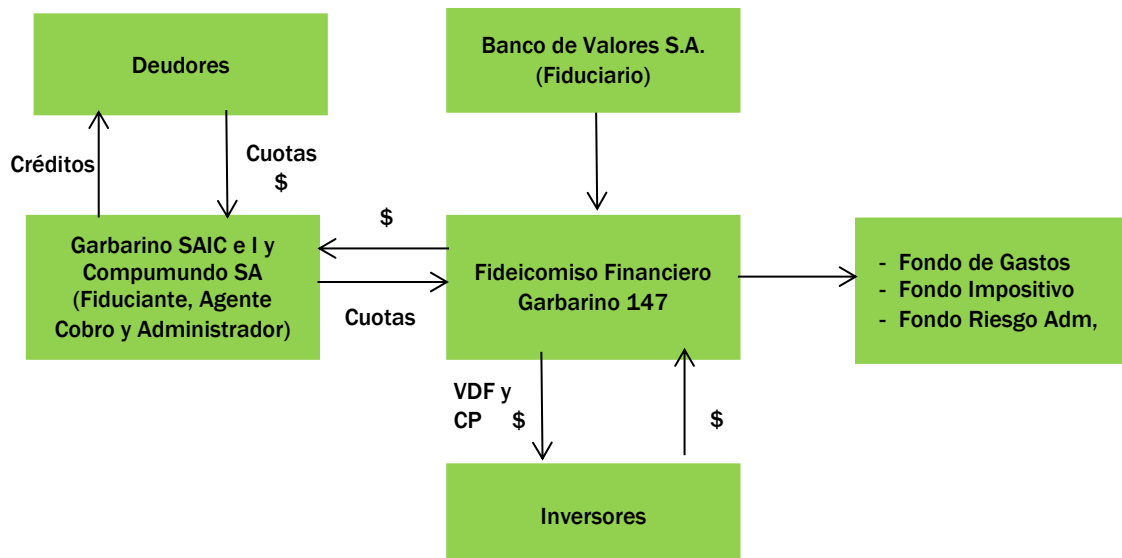 Deudores
Banco de Valores S.A.
(Fiduciario)
Créditos
Cuotas
$
Garbarino SAIC e I y
Compumundo SA
(Fiduciante, Agente
Cobro y Administrador)
$
Cuotas
Fideicomiso Financiero
Garbarino 147
- Fondo de Gastos
- Fondo Impositivo
- Fondo Riesgo Adm,
VDF y
CP $
$
Inversores